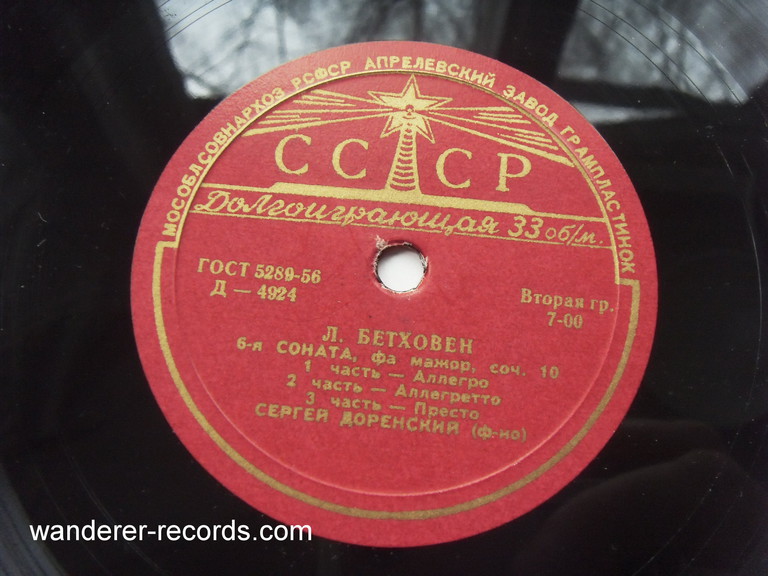 МОСОБЛСОВНАРХОЗ РСФСР АПРЕЛЕВСКИЙ ЗАВОД ГРАМПЛАСТИНОК
СССР
Долгоиграющая 33 об/м.
ГОСТ 5289-56
Д — 4924
Вторая гр.
7-00
Л. БЕТХОВЕН
6-я СОНАТА, фа мажор, соч. 10
1 часть — Аллегро
2 часть — Аллегретто
3 часть — Престо
СЕРГЕЙ ДОРЕНСКИЙ (ф-но)
wanderer-records.com